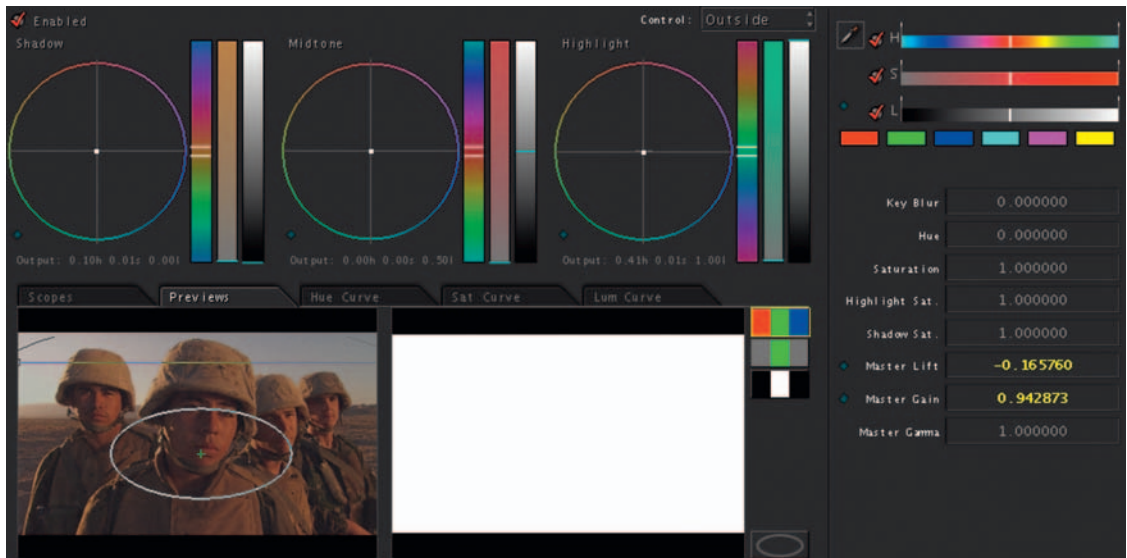 Enabled
Control: Outside
Shadow
Midtone
Highlight
Output: 0.10h 0.01s 0.00l
Output: 0.00h 0.00s 0.50l
Output: 0.41h 0.01s 1.00l
Scopes
Previews
Hue Curve
Sat Curve
Lum Curve
H
S
L
Key Blur 0.000000
Hue 0.000000
Saturation 1.000000
Highlight Sat. 1.000000
Shadow Sat. 1.000000
Master Lift -0.165760
Master Gain 0.942873
Master Gamma 1.000000